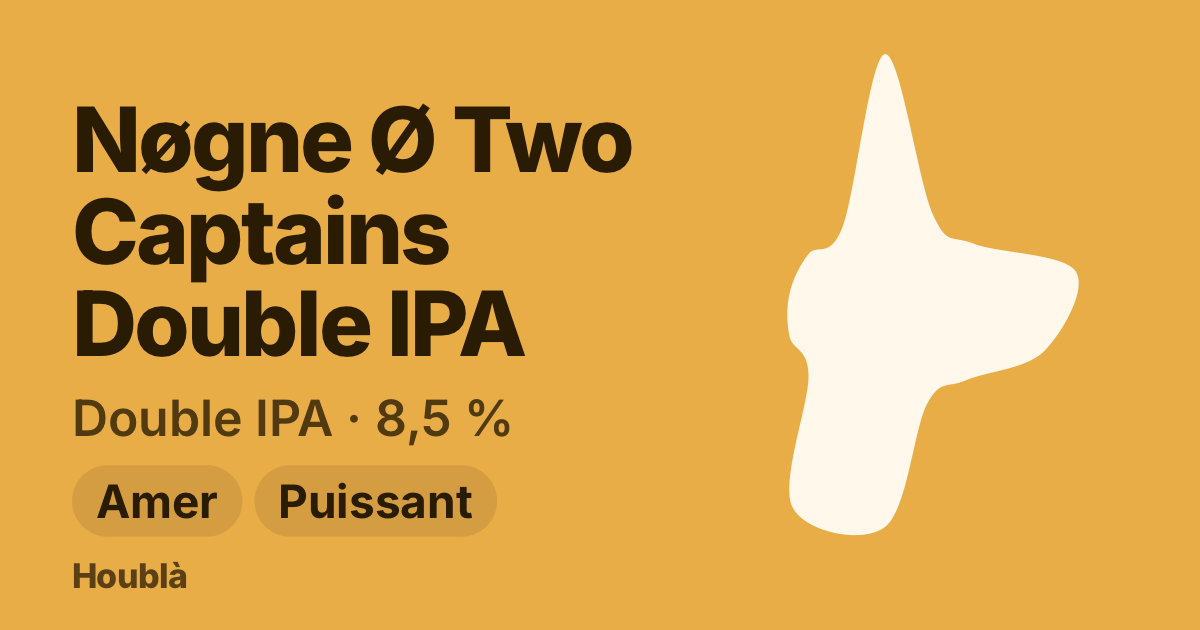 Nøgne Ø Two
Captains
Double IPA
Double IPA · 8,5 %
Amer Puissant
Houblà